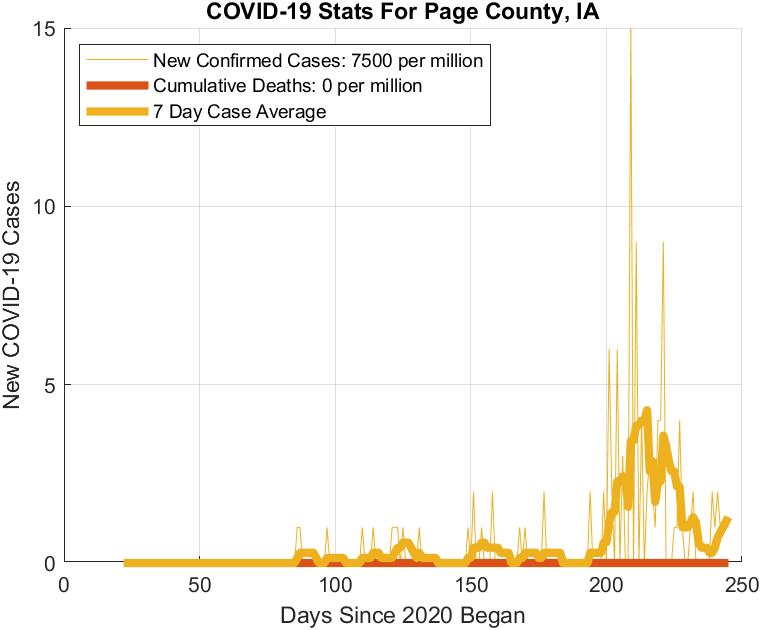 COVID-19 Stats For Page County, IA
New Confirmed Cases: 7500 per million
Cumulative Deaths: 0 per million
7 Day Case Average
New COVID-19 Cases
15
10
5
0
0 50 100 150 200 250
Days Since 2020 Began